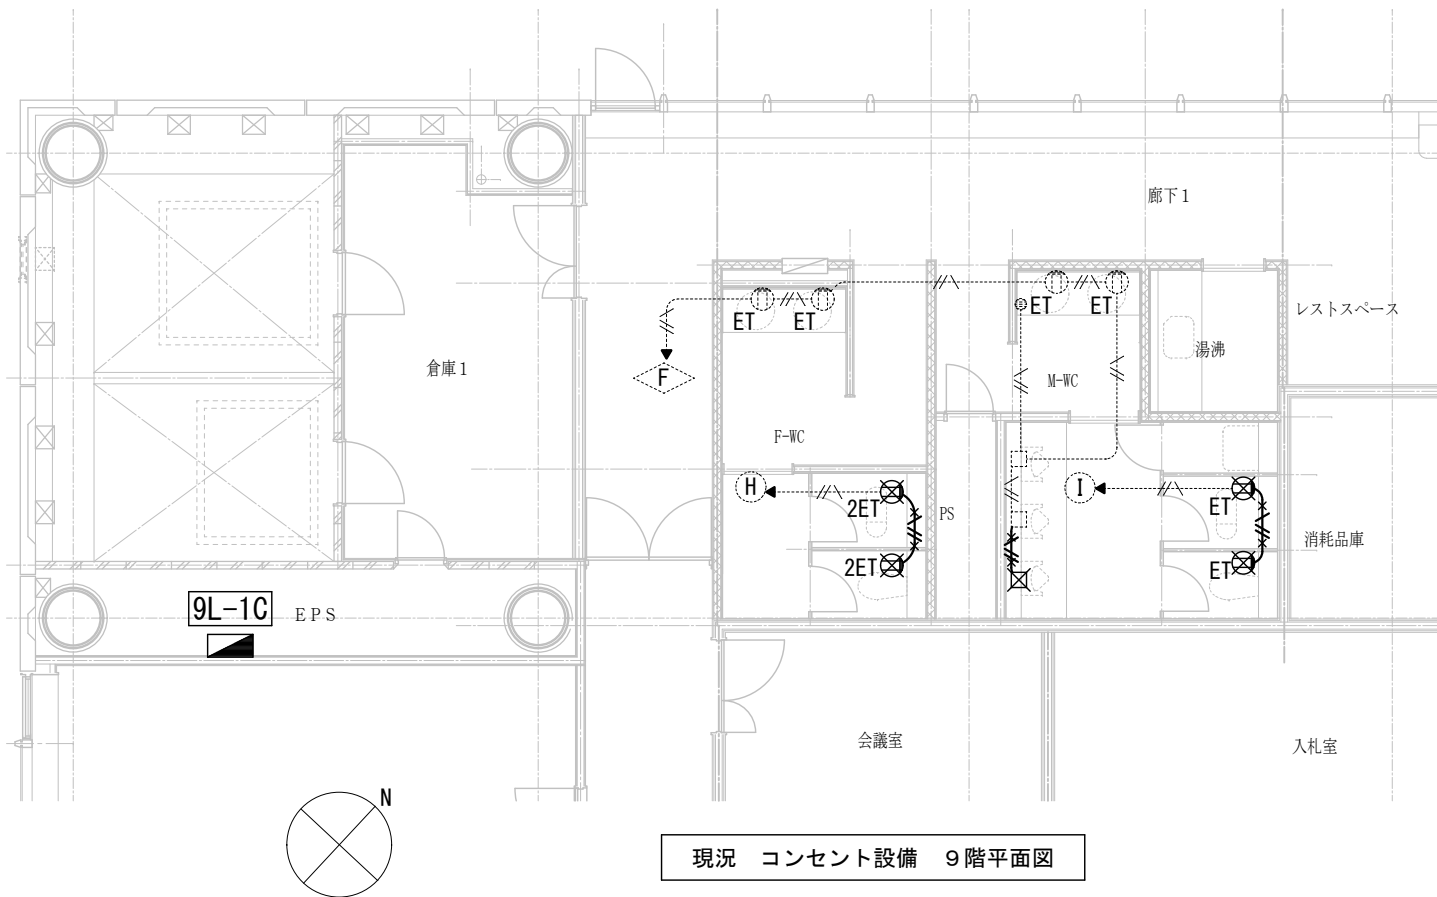 廊下1
レストスペース
ET
ET
ET
ET
湯沸
倉庫1
F
M-WC
F-WC
H
2ET
I
ET
PS
消耗品庫
2ET
ET
9L-1C
EPS
会議室
入札室
N
現況 コンセント設備 9階平面図